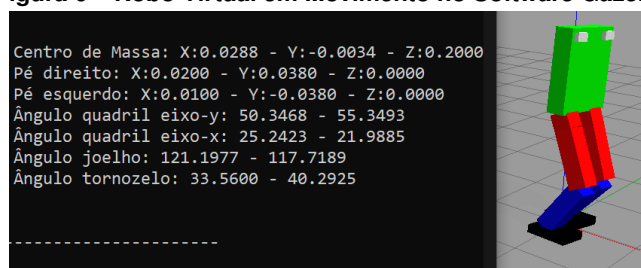 Centro de Massa: X:0.0288 - Y:-0.0034 - Z:0.2000
Pé direito: X:0.0200 - Y:0.0380 - Z:0.0000
Pé esquerdo: X:0.0100 - Y:-0.0380 - Z:0.0000
Ângulo quadril eixo-y: 50.3468 - 55.3493
Ângulo quadril eixo-x: 25.2423 - 21.9885
Ângulo joelho: 121.1977 - 117.7189
Ângulo tornozelo: 33.5600 - 40.2925
----------------------